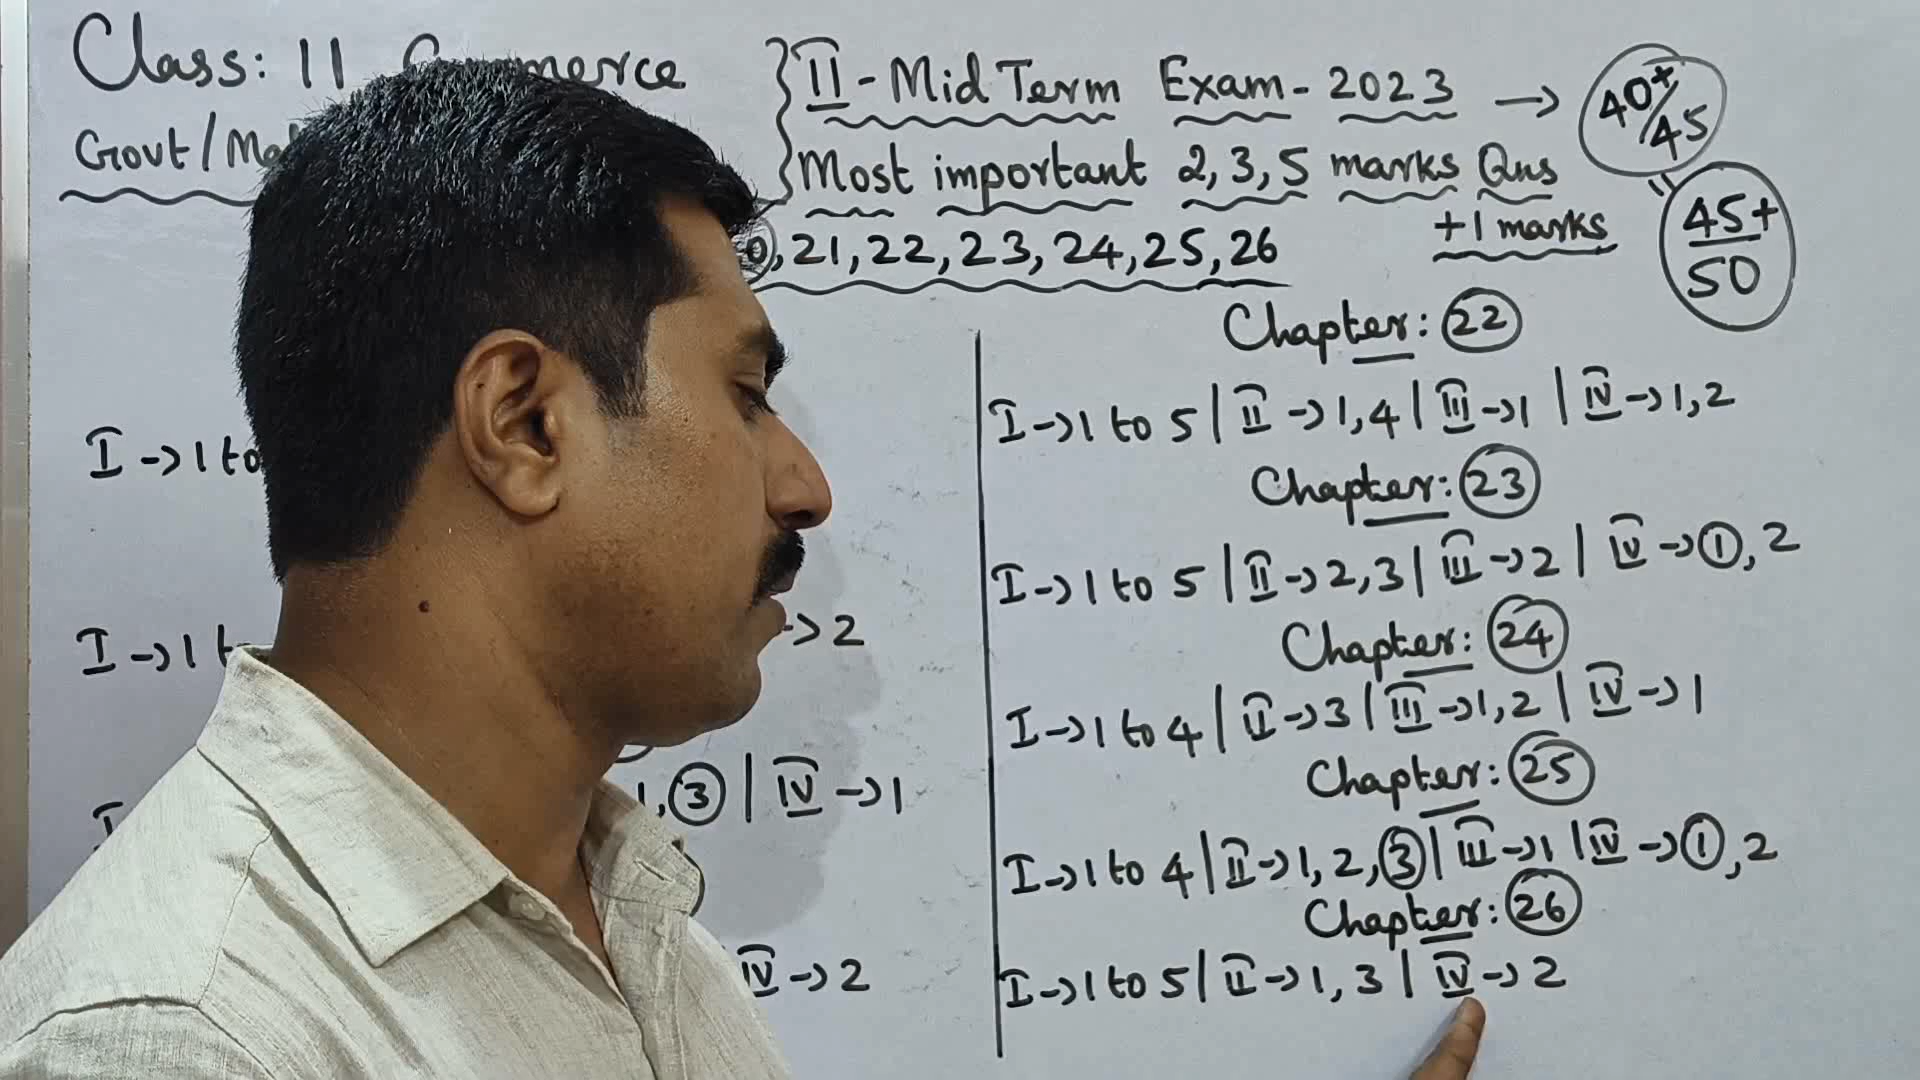 Class: 11 Commerce
Govt/
II - Mid Term Exam - 2023 → 40+/45
Most important 2, 3, 5 marks Qns
+1 marks 45+/50
, 21, 22, 23, 24, 25, 26
I → 1 to
I → 1
→ 2
1, 3 | IV → 1
IV → 2
Chapter: 22
I → 1 to 5 | II → 1, 4 | III → 1 | IV → 1, 2
Chapter: 23
I → 1 to 5 | II → 2, 3 | III → 2 | IV → 1, 2
Chapter: 24
I → 1 to 4 | II → 3 | III → 1, 2 | IV → 1
Chapter: 25
I → 1 to 4 | II → 1, 2, 3 | III → 1 | IV → 1, 2
Chapter: 26
I → 1 to 5 | II → 1, 3 | IV → 2